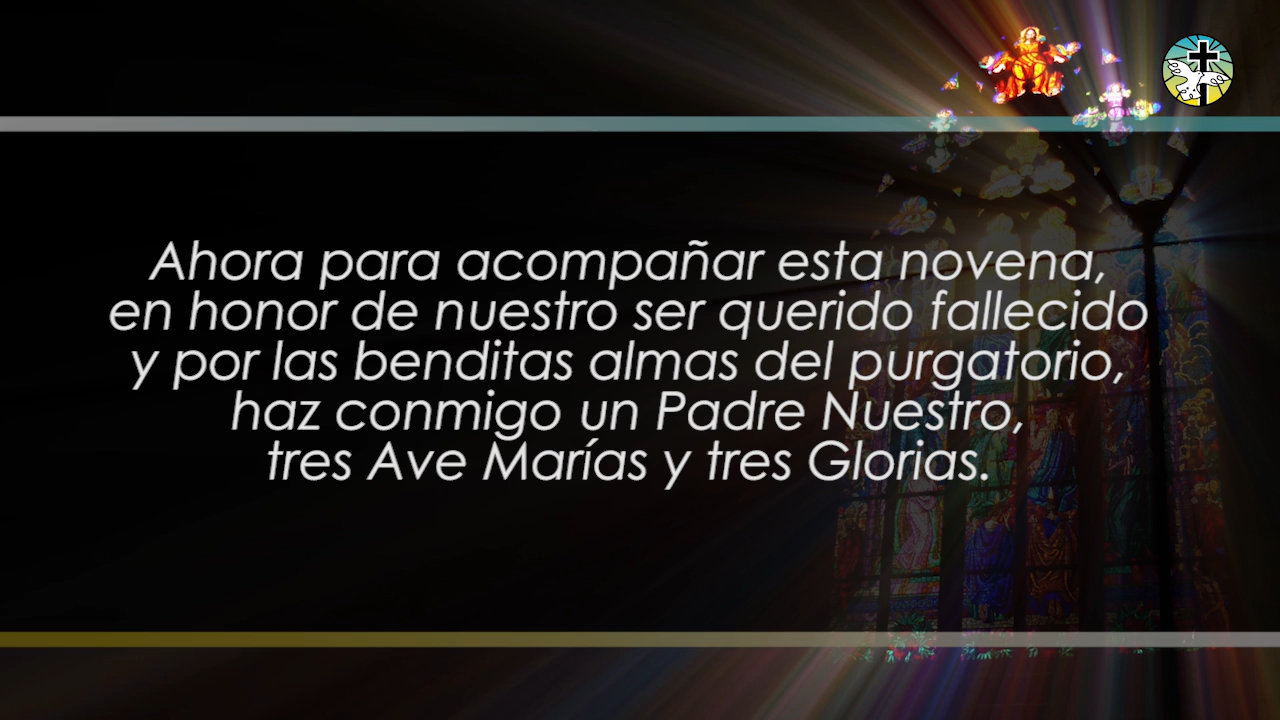 Ahora para acompañar esta novena,
en honor de nuestro ser querido fallecido
y por las benditas almas del purgatorio,
haz conmigo un Padre Nuestro,
tres Ave Marías y tres Glorias.